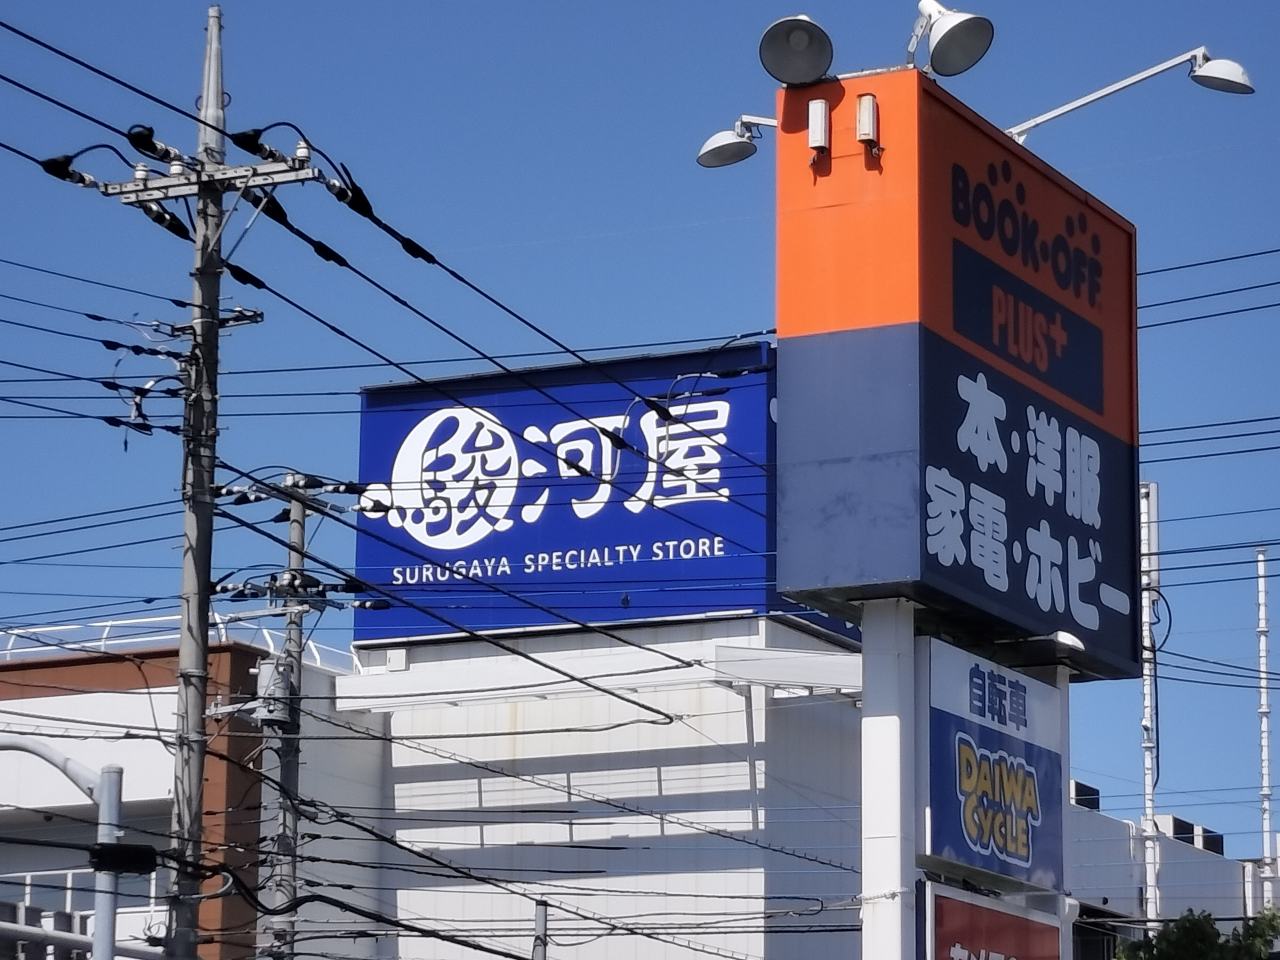 駿河屋
SURUGAYA SPECIALTY STORE
BOOK・OFF
PLUS+
本・洋服
家電・ホビー
自転車
DAIWA
CYCLE